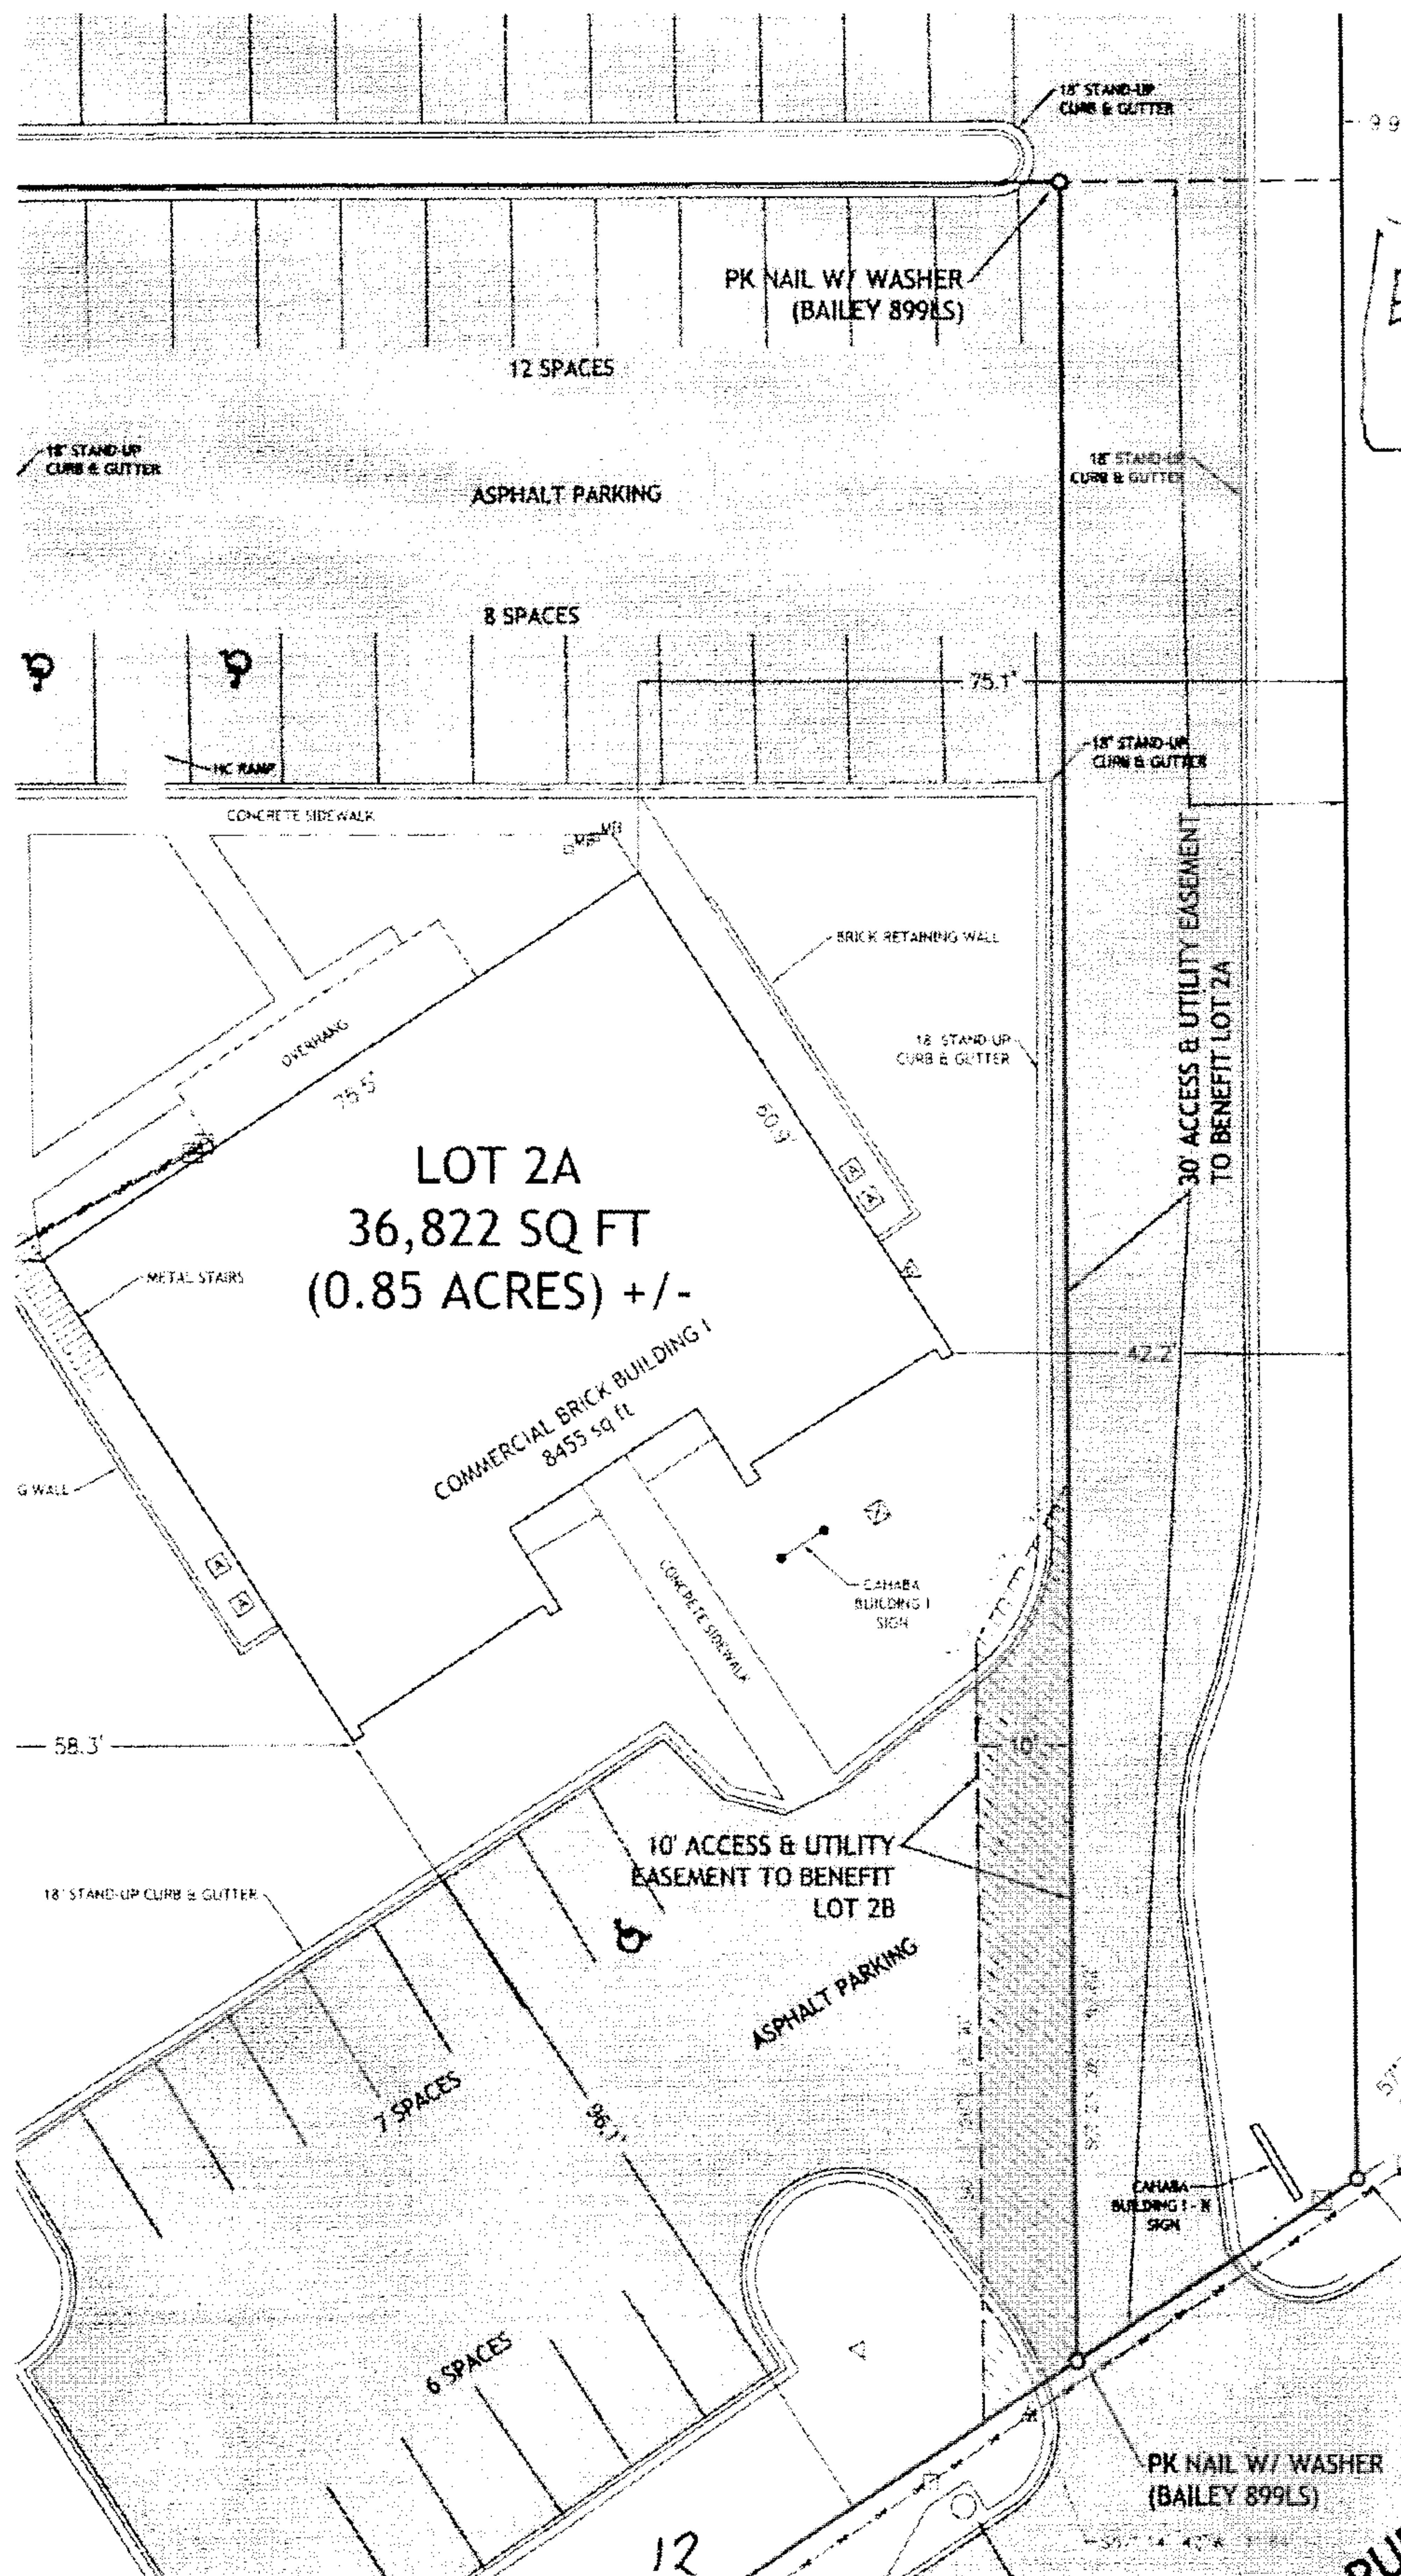 18" STAND-UP
CURB & GUTTER
9 9
PK NAIL W/ WASHER
(BAILEY 899LS)
12 SPACES
18" STAND-UP
CURB & GUTTER
18" STAND-UP
CURB & GUTTER
ASPHALT PARKING
8 SPACES
75.1'
18" STAND-UP
CURB & GUTTER
HC RAMP
CONCRETE SIDEWALK
BRICK RETAINING WALL
OVERHANG
18" STAND-UP
CURB & GUTTER
30' ACCESS & UTILITY EASEMENT
TO BENEFIT LOT 2A
60.9'
LOT 2A
36,822 SQ FT
(0.85 ACRES) +/-
METAL STAIRS
COMMERCIAL BRICK BUILDING I
8455 sq ft
42.2'
G WALL
A
A
A
A
CAHABA
BUILDING I
SIGN
CONCRETE SIDEWALK
58.3'
10'
10' ACCESS & UTILITY
EASEMENT TO BENEFIT
LOT 2B
18" STAND-UP CURB & GUTTER
ASPHALT PARKING
7 SPACES
96.1'
CAHABA
BUILDING I - II
SIGN
6 SPACES
PK NAIL W/ WASHER
(BAILEY 899LS)
12